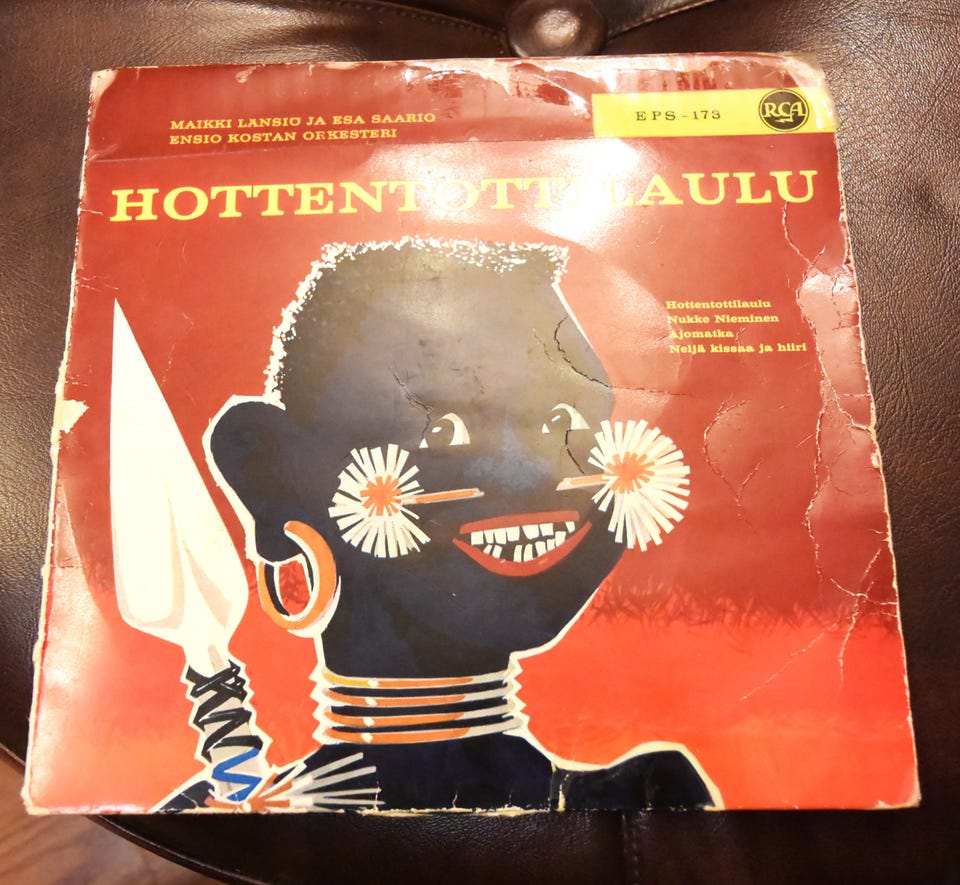 MAIKKI LÄNSIÖ JA ESA SAARIO
ENSIO KOSTAN ORKESTERI
EPS-173
RCA
HOTTENTOTTILAULU
Hottentottilaulu
Nukke Nieminen
Ajomatka
Neljä kissaa ja hiiri